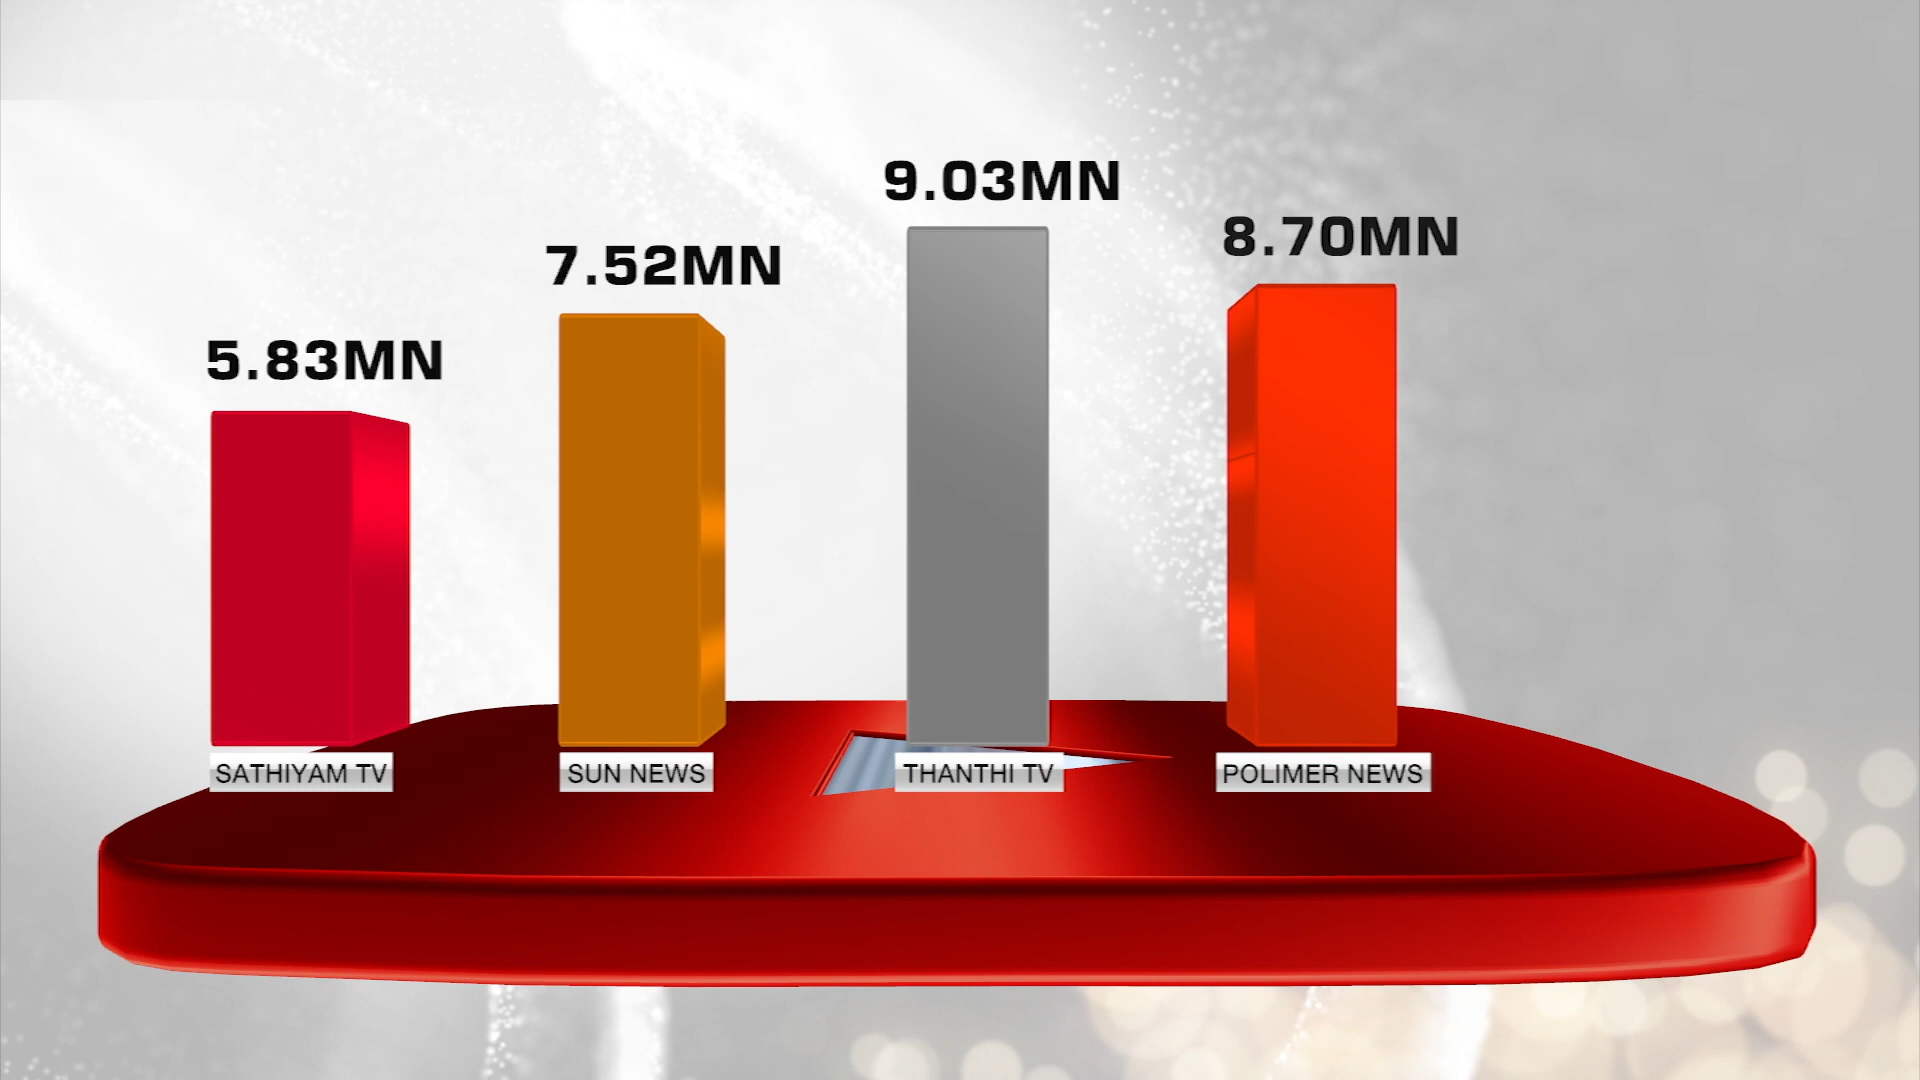 9.03MN
8.70MN
7.52MN
5.83MN
SATHIYAM TV
SUN NEWS
THANTHI TV
POLIMER NEWS